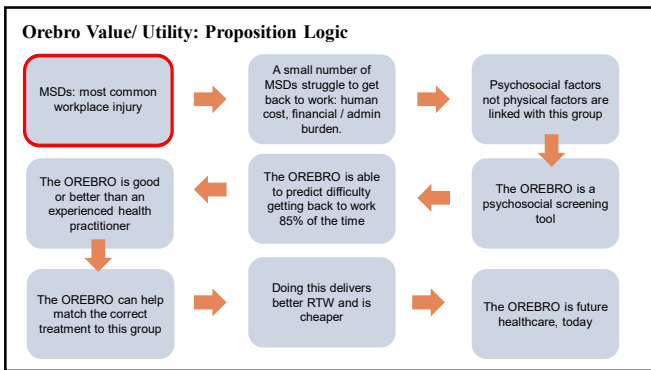 Orebro Value/ Utility: Proposition Logic
MSDs: most common
workplace injury
A small number of
MSDs struggle to get
back to work: human
cost, financial / admin
burden.
Psychosocial factors
not physical factors are
linked with this group
The OREBRO is a
psychosocial screening
tool
The OREBRO is able
to predict difficulty
getting back to work
85% of the time
The OREBRO is good
or better than an
experienced health
practitioner
The OREBRO can help
match the correct
treatment to this group
Doing this delivers
better RTW and is
cheaper
The OREBRO is future
healthcare, today